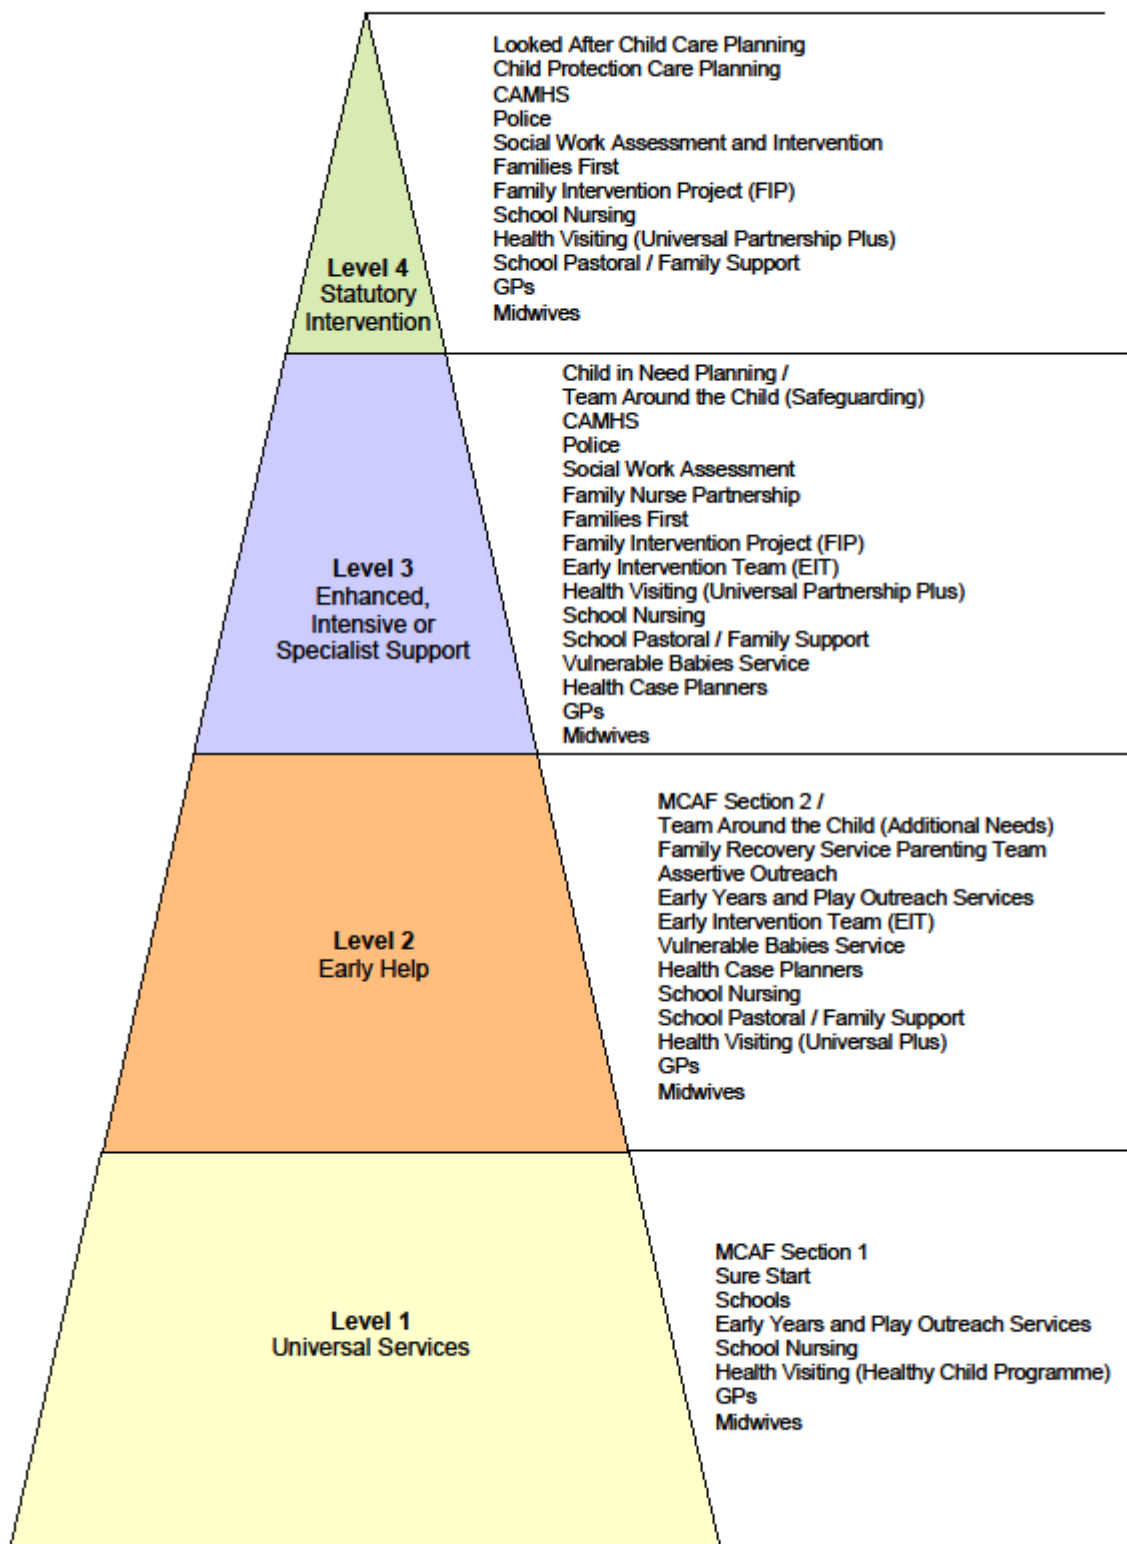 Looked After Child Care Planning
Child Protection Care Planning
CAMHS
Police
Social Work Assessment and Intervention
Families First
Family Intervention Project (FIP)
School Nursing
Health Visiting (Universal Partnership Plus)
School Pastoral / Family Support
GPs
Midwives
Level 4
Statutory
Intervention
Child in Need Planning /
Team Around the Child (Safeguarding)
CAMHS
Police
Social Work Assessment
Family Nurse Partnership
Families First
Family Intervention Project (FIP)
Early Intervention Team (EIT)
Health Visiting (Universal Partnership Plus)
School Nursing
School Pastoral / Family Support
Vulnerable Babies Service
Health Case Planners
GPs
Midwives
Level 3
Enhanced,
Intensive or
Specialist Support
MCAF Section 2 /
Team Around the Child (Additional Needs)
Family Recovery Service Parenting Team
Assertive Outreach
Early Years and Play Outreach Services
Early Intervention Team (EIT)
Vulnerable Babies Service
Health Case Planners
School Nursing
School Pastoral / Family Support
Health Visiting (Universal Plus)
GPs
Midwives
Level 2
Early Help
MCAF Section 1
Sure Start
Schools
Early Years and Play Outreach Services
School Nursing
Health Visiting (Healthy Child Programme)
GPs
Midwives
Level 1
Universal Services